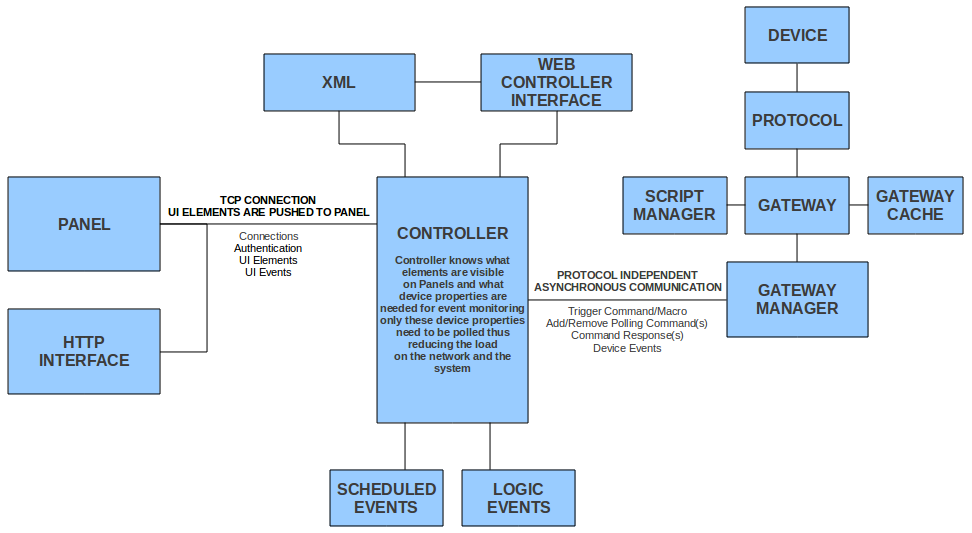 DEVICE
XML
WEB
CONTROLLER
INTERFACE
PROTOCOL
PANEL
TCP CONNECTION
UI ELEMENTS ARE PUSHED TO PANEL
Connections
Authentication
UI Elements
UI Events
HTTP
INTERFACE
CONTROLLER
Controller knows what
elements are visible
on Panels and what
device properties are
needed for event monitoring
only these device properties
need to be polled thus
reducing the load
on the network and the
system
SCRIPT
MANAGER
GATEWAY
GATEWAY
CACHE
PROTOCOL INDEPENDENT
ASYNCHRONOUS COMMUNICATION
Trigger Command/Macro
Add/Remove Polling Command(s)
Command Response(s)
Device Events
GATEWAY
MANAGER
SCHEDULED
EVENTS
LOGIC
EVENTS